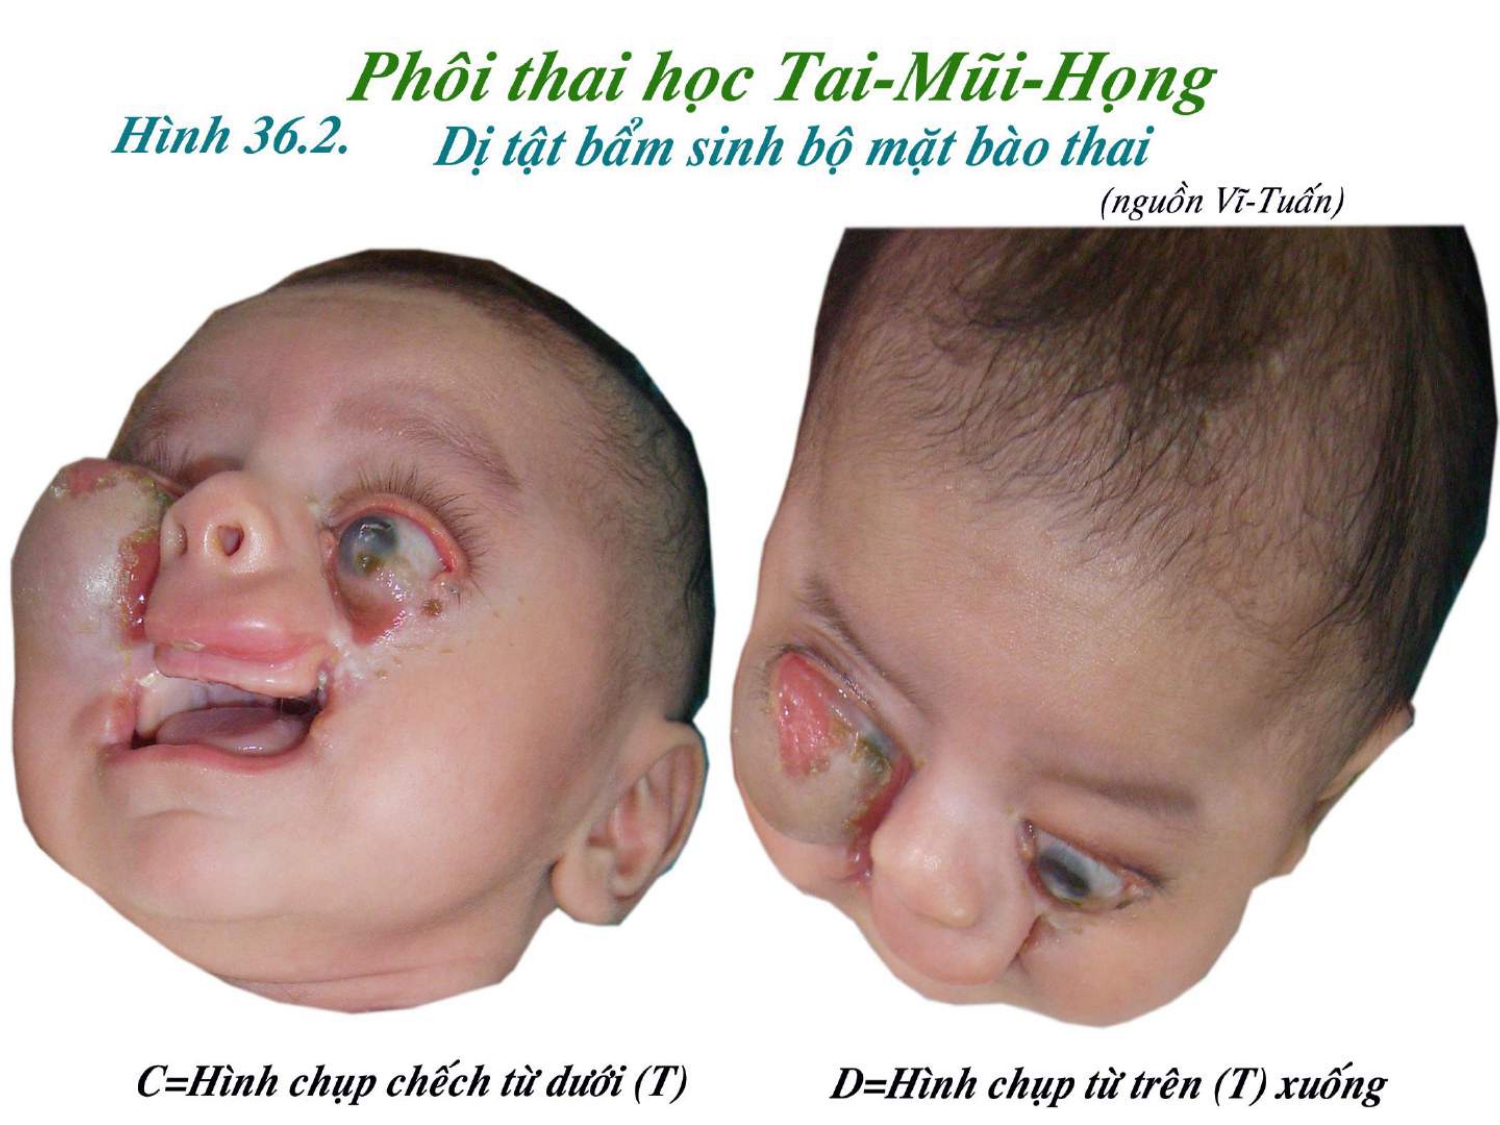 Phôi thai học Tai-Mũi-Họng
Hình 36.2. Dị tật bẩm sinh bộ mặt bào thai
(nguồn Vĩ-Tuấn)
C=Hình chụp chếch từ dưới (T)
D=Hình chụp từ trên (T) xuống